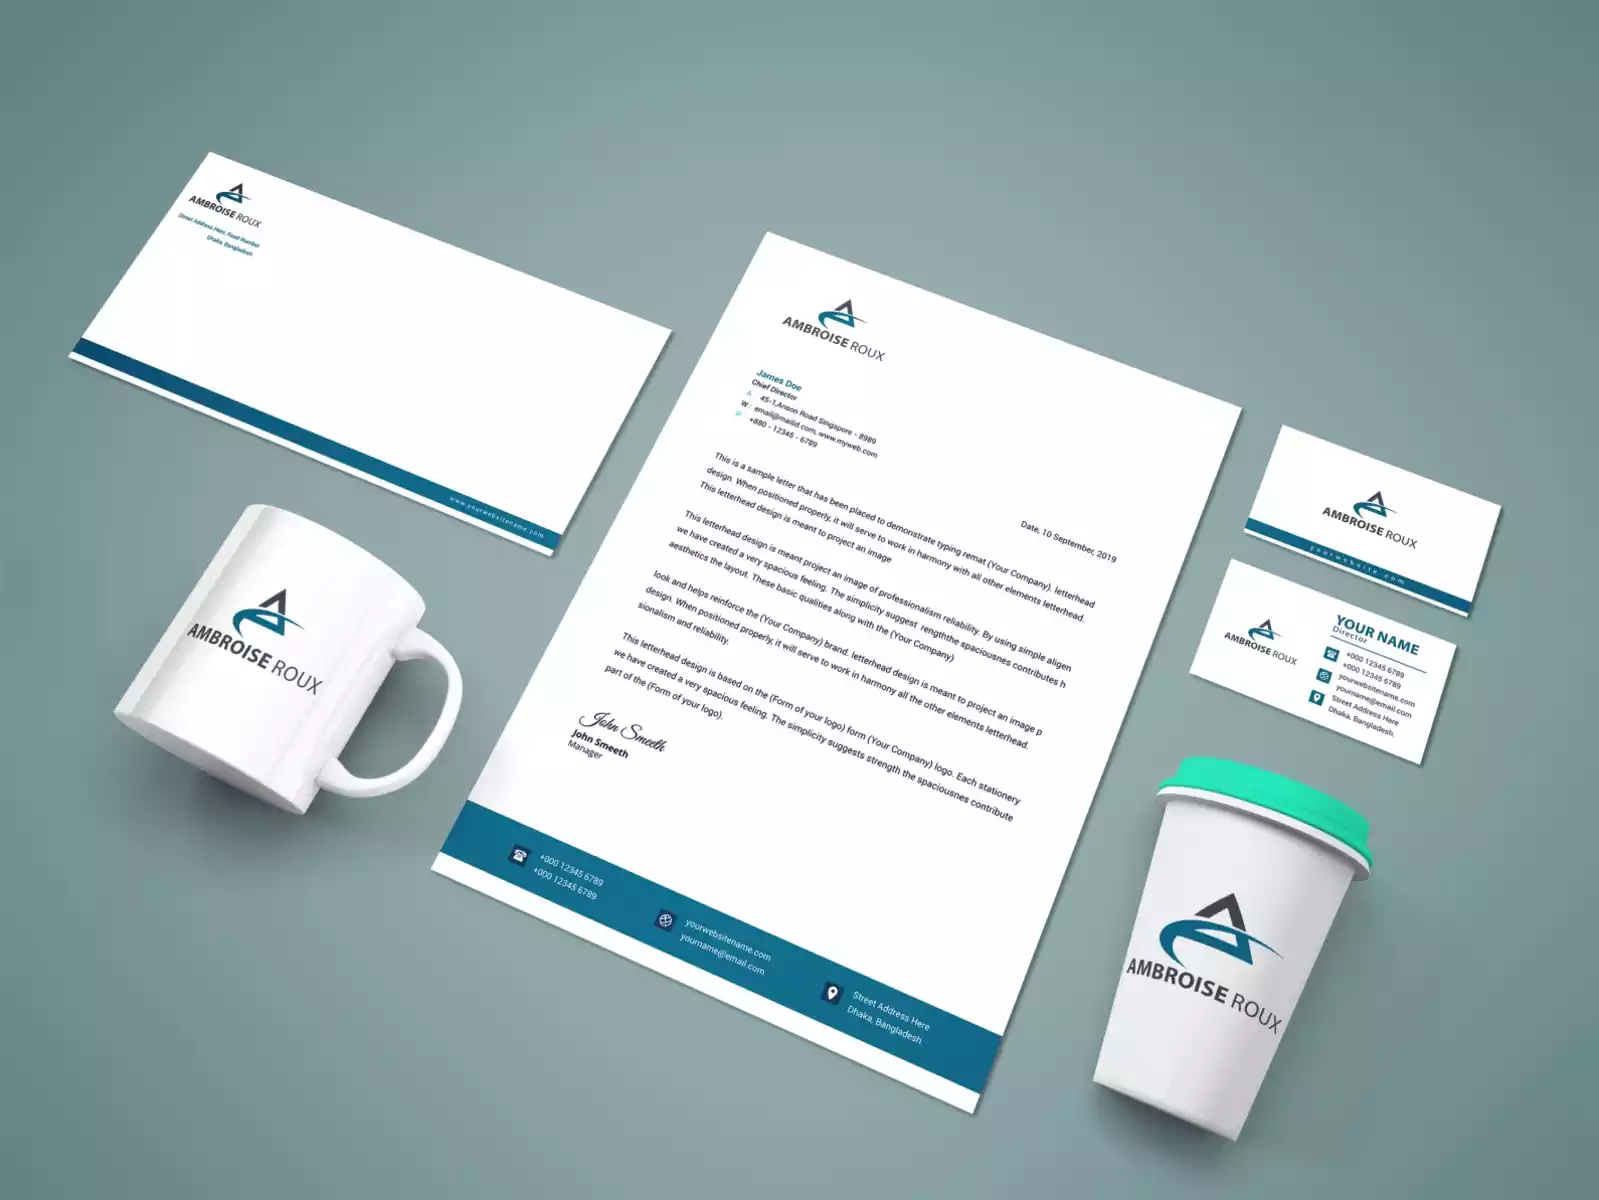 AMBROISE ROUX
Street Address Here, Road Number
Dhaka, Bangladesh.
www.yourwebsitename.com
AMBROISE ROUX
AMBROISE ROUX
James Doe
Chief Director
A 45-1,Anson Road Singapore - 8989
W : email@mailid.com, www.myweb.com
P +880 - 12345 - 6789
Date, 10 September, 2019
This is a sample letter that has been placed to demonstrate typing remat (Your Company). letterhead
design. When positioned properly, it will serve to work in harmony with all other elements letterhead.
This letterhead design is meant to project an image
This letterhead design is meant project an image of professionalism reliability. By using simple aligen
we have created a very spacious feeling. The simplicity suggest rengththe spaciousnes contributes h
aesthetics the layout. These basic qualities along with the (Your Company)
look and helps reinforce the (Your Company) brand. letterhead design is meant to project an image p
design. When positioned properly, it will serve to work in harmony all the other elements letterhead.
sionalism and reliability.
This letterhead design is based on the (Form of your logo) form (Your Company) logo. Each stationery
we have created a very spacious feeling. The simplicity suggests strength the spaciousnes contribute
part of the (Form of your logo).
John Smeeth
John Smeeth
Manager
+000 12345 6789
+000 12345 6789
yourwebsitename.com
yourname@email.com
Street Address Here
Dhaka, Bangladesh.
AMBROISE ROUX
yourwebsite.com
AMBROISE ROUX
YOUR NAME
Director
+000 12345 6789
+000 12345 6789
yourwebsitename.com
yourname@email.com
Street Address Here
Dhaka, Bangladesh.
AMBROISE ROUX